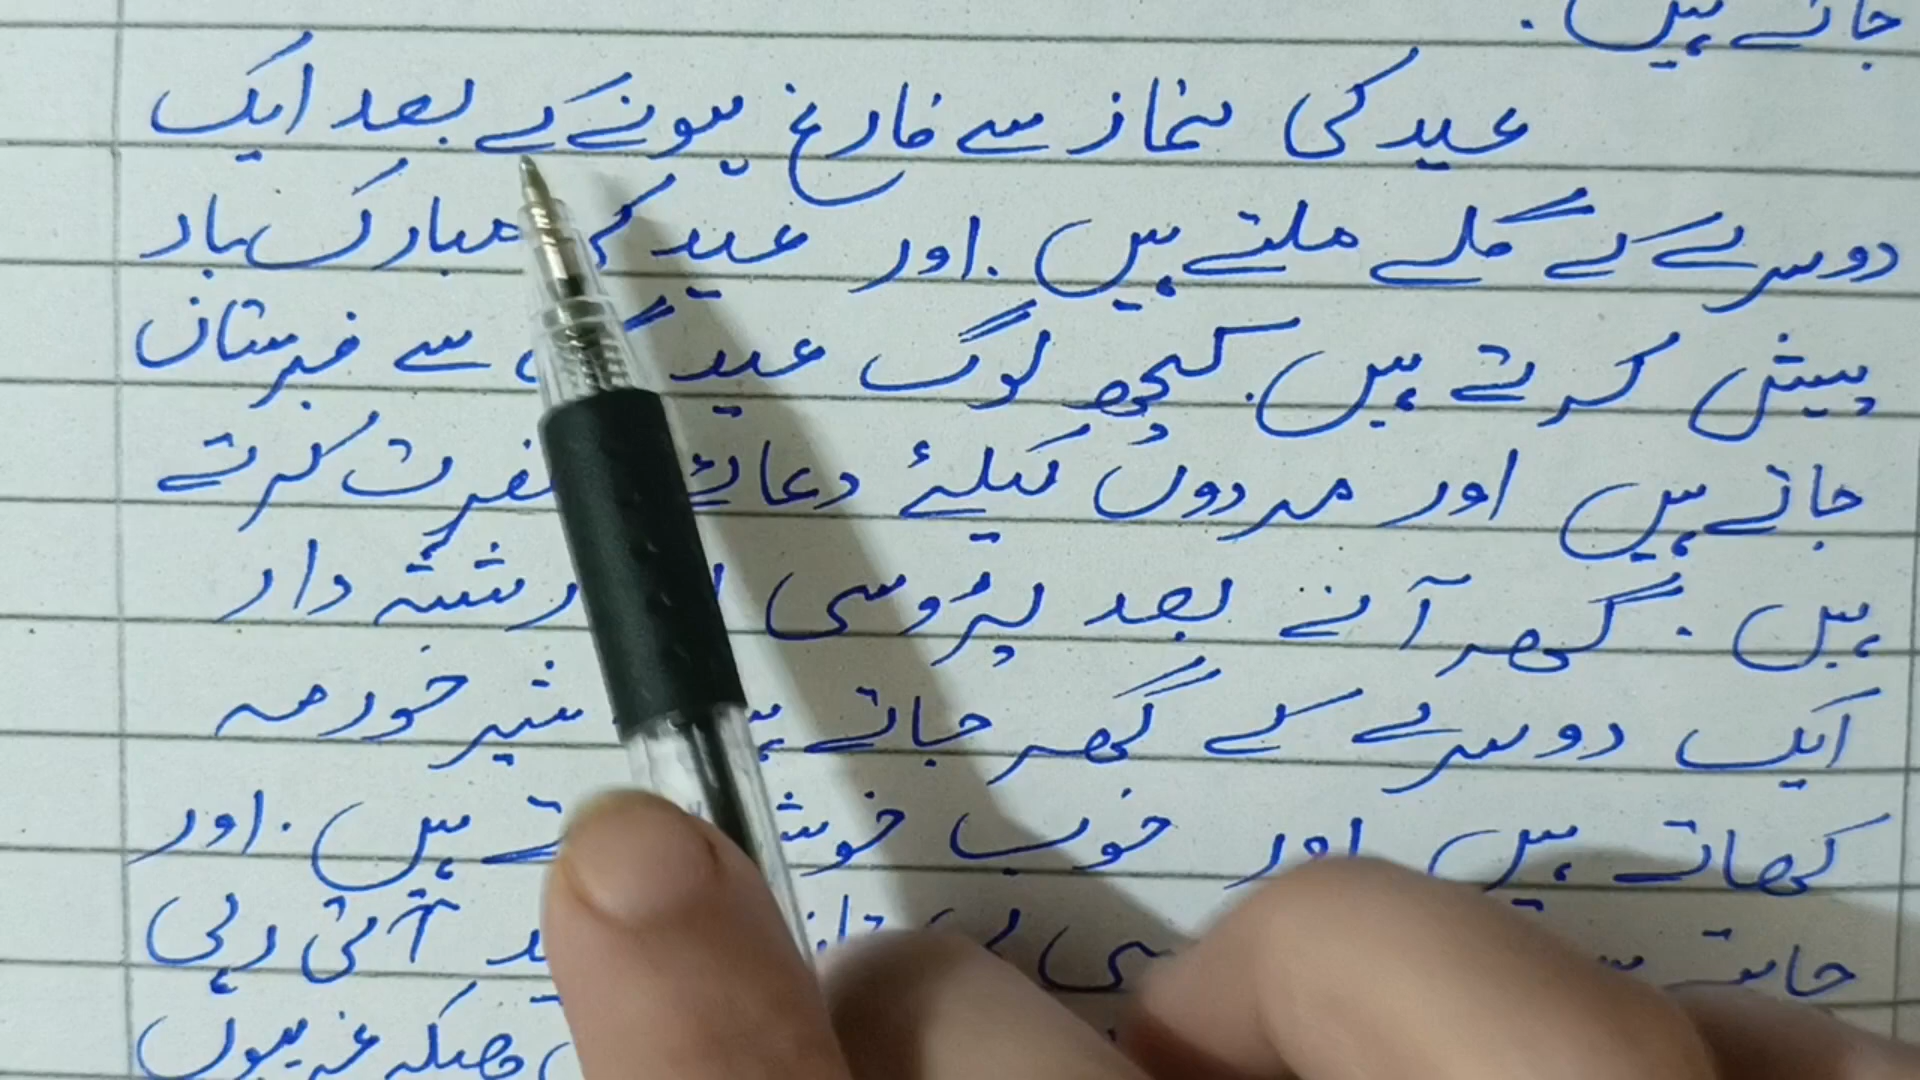 جاتے ہیں.
عید کی نماز سے فارغ ہونے کے بعد ایک
دوسرے کے گلے ملتے ہیں. اور عید کی مبارک باد
پیش کرتے ہیں. کچھ لوگ عید سے قبرستان
جاتے ہیں اور مردوں کیلئے دعائے کرتے
ہیں. گھر آنے بعد پڑوسی رشتہ دار
ایک دوسرے کے گھر جاتے شیر خورمہ
کھاتے ہیں اور خوب ہیں. اور
آتی رہی
غریبوں